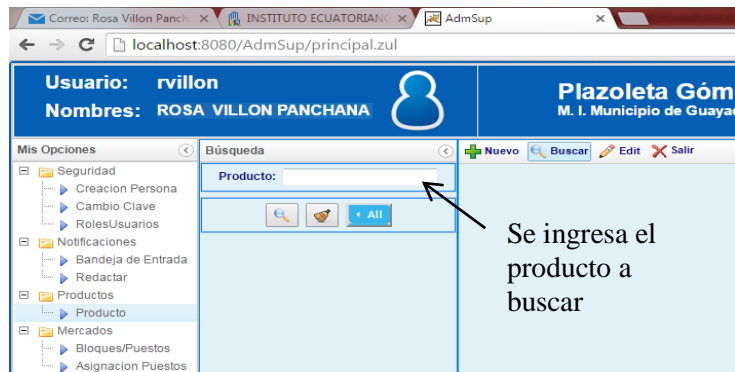 Correo: Rosa Villon Panch
INSTITUTO ECUATORIAN
AdmSup
localhost:8080/AdmSup/principal.zul
Usuario: rvillon
Nombres: ROSA VILLON PANCHANA
Plazoleta Góm
M. I. Municipio de Guaya
Mis Opciones
Búsqueda
Nuevo Buscar Edit Salir
Seguridad
Creacion Persona
Cambio Clave
RolesUsuarios
Notificaciones
Bandeja de Entrada
Redactar
Productos
Producto
Mercados
Bloques/Puestos
Asignacion Puestos
Producto:
All
Se ingresa el
producto a
buscar